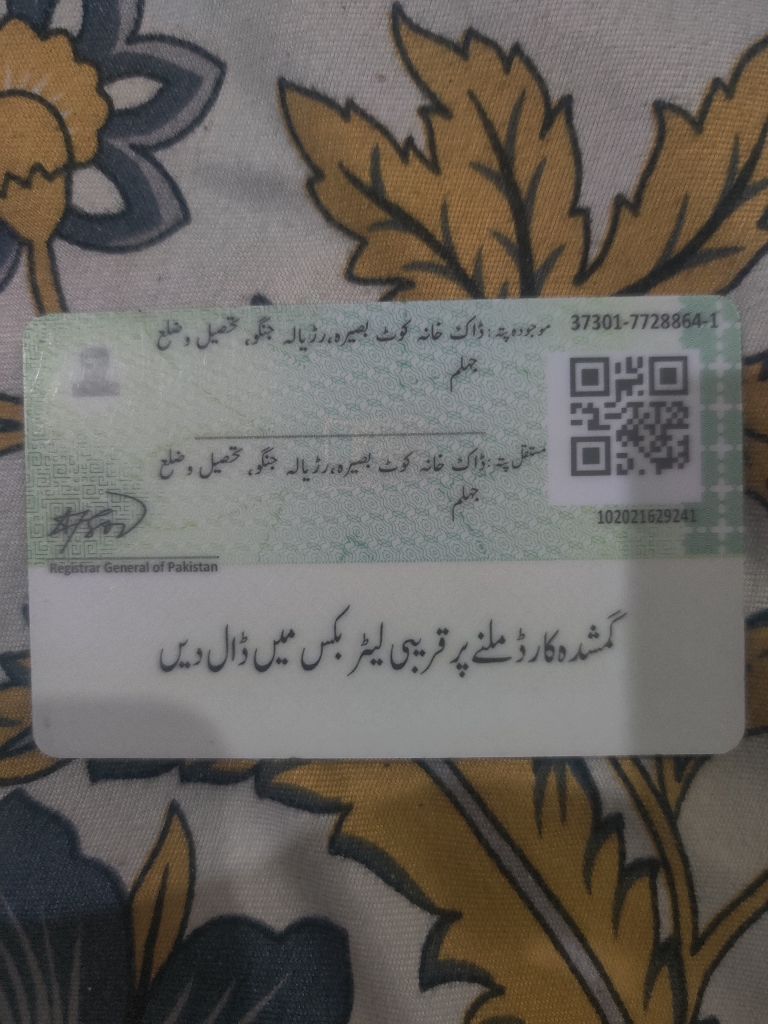 37301-7728864-1
موجودہ پتہ: ڈاک خانہ کوٹ بصیرہ، رڑیالہ جنگو، تحصیل و ضلع
جہلم
مستقل پتہ: ڈاک خانہ کوٹ بصیرہ، رڑیالہ جنگو، تحصیل و ضلع
جہلم
102021629241
Registrar General of Pakistan
گمشدہ کارڈ ملنے پر قریبی لیٹر بکس میں ڈال دیں